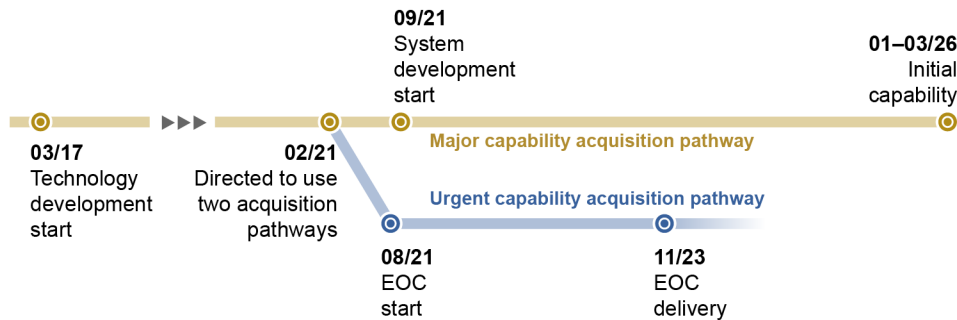 09/21
System
development
start
01–03/26
Initial
capability
Major capability acquisition pathway
03/17
Technology
development
start
02/21
Directed to use
two acquisition
pathways
Urgent capability acquisition pathway
08/21
EOC
start
11/23
EOC
delivery